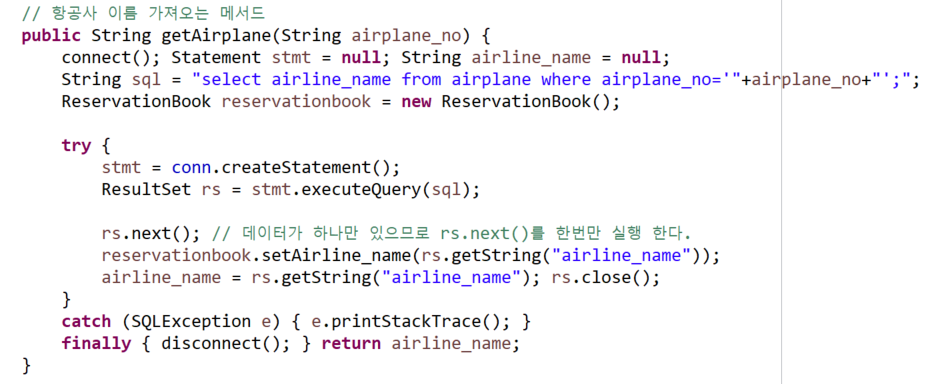 // 항공사 이름 가져오는 메서드
public String getAirplane(String airplane_no) {
connect(); Statement stmt = null; String airline_name = null;
String sql = "select airline_name from airplane where airplane_no='"+airplane_no+"';";
ReservationBook reservationbook = new ReservationBook();
try {
stmt = conn.createStatement();
ResultSet rs = stmt.executeQuery(sql);
rs.next(); // 데이터가 하나만 있으므로 rs.next()를 한번만 실행 한다.
reservationbook.setAirline_name(rs.getString("airline_name"));
airline_name = rs.getString("airline_name"); rs.close();
}
catch (SQLException e) { e.printStackTrace(); }
finally { disconnect(); } return airline_name;
}